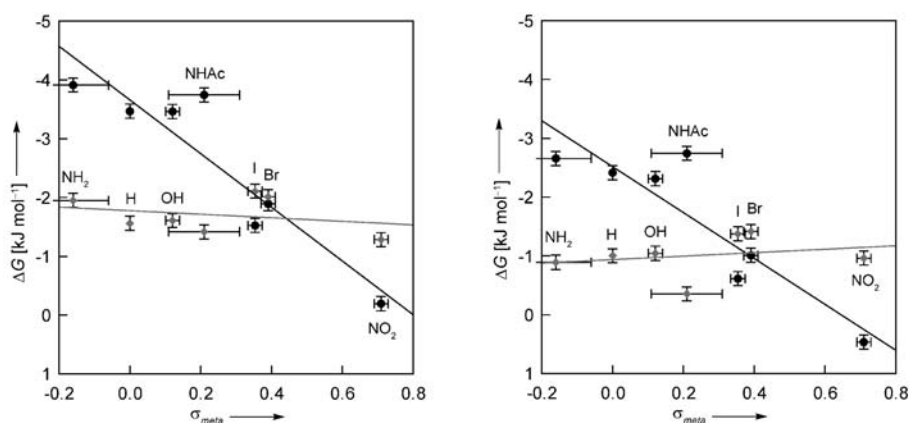 -5
-4
-3
-2
-1
0
1
ΔG [kJ mol⁻¹]
NHAc
NH₂
H
OH
I
Br
NO₂
-0.2
0.0
0.2
0.4
0.6
0.8
σmeta
-5
-4
-3
-2
-1
0
1
ΔG [kJ mol⁻¹]
NHAc
NH₂
H
OH
I
Br
NO₂
-0.2
0.0
0.2
0.4
0.6
0.8
σmeta